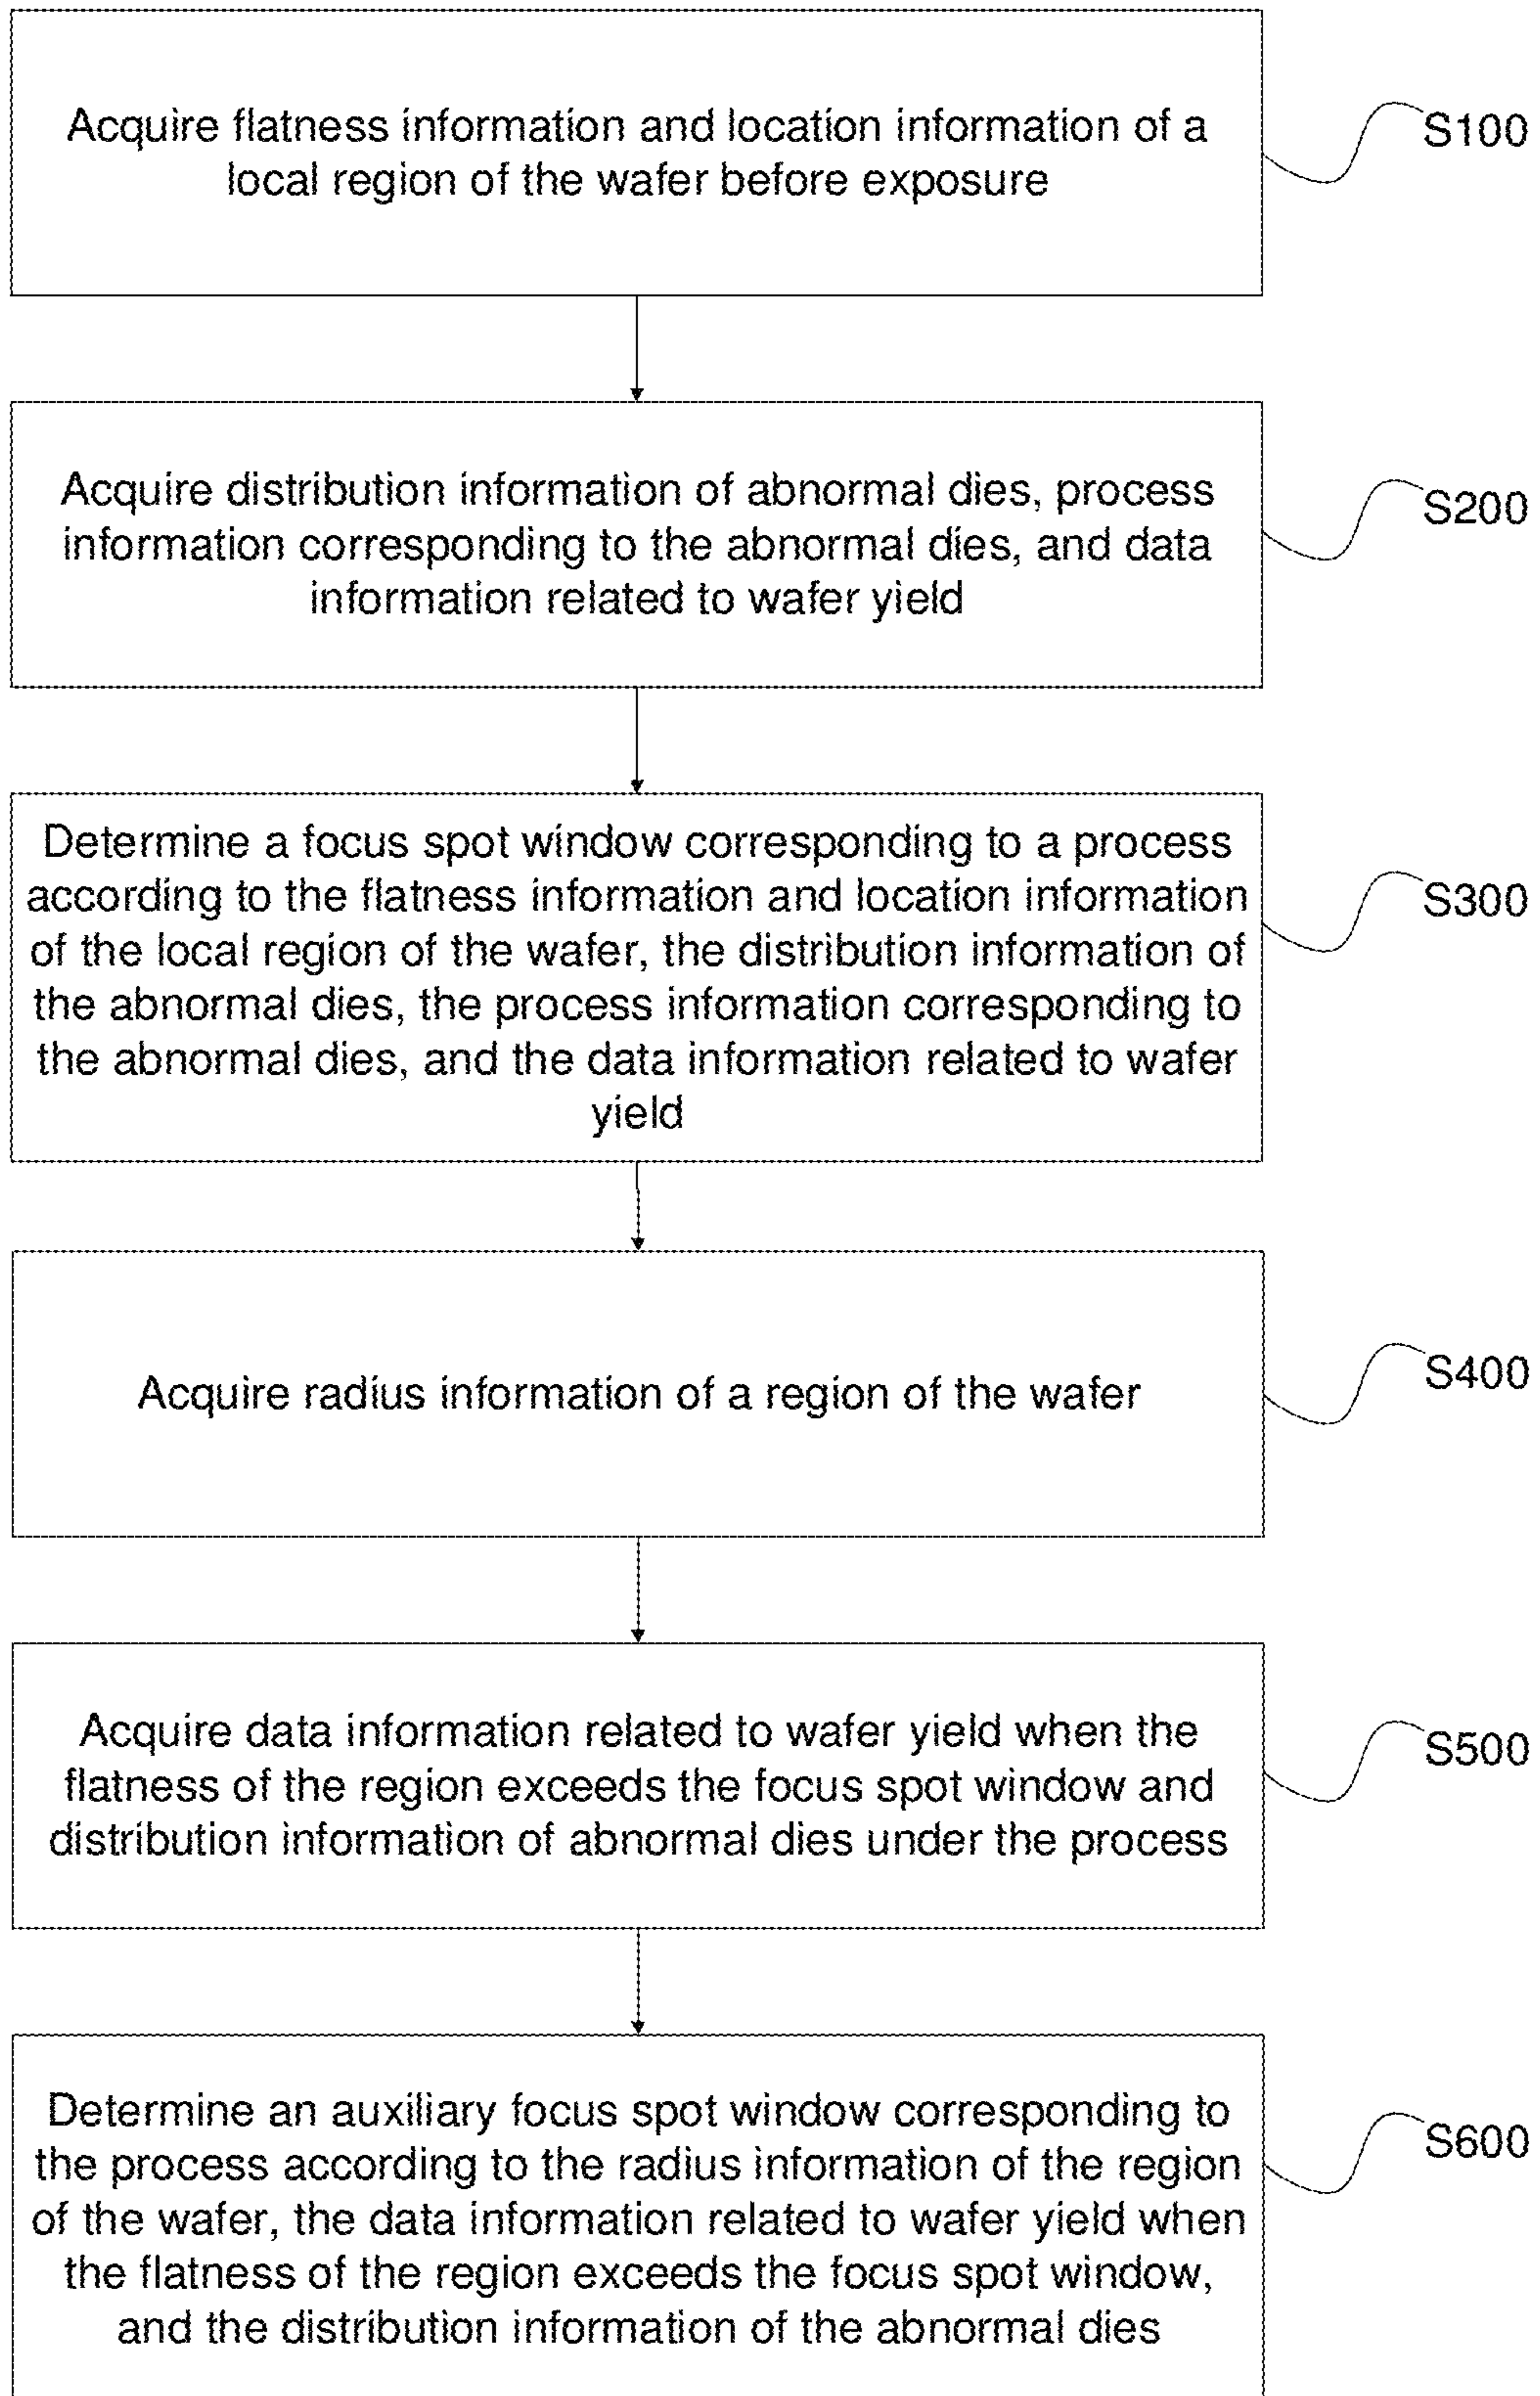 Acquire flatness information and location information of a
local region of the wafer before exposure
S100
Acquire distribution information of abnormal dies, process
information corresponding to the abnormal dies, and data
information related to wafer yield
S200
Determine a focus spot window corresponding to a process
according to the flatness information and location information
of the local region of the wafer, the distribution information of
the abnormal dies, the process information corresponding to
the abnormal dies, and the data information related to wafer
yield
S300
Acquire radius information of a region of the wafer
S400
Acquire data information related to wafer yield when the
flatness of the region exceeds the focus spot window and
distribution information of abnormal dies under the process
S500
Determine an auxiliary focus spot window corresponding to
the process according to the radius information of the region
of the wafer, the data information related to wafer yield when
the flatness of the region exceeds the focus spot window,
and the distribution information of the abnormal dies
S600